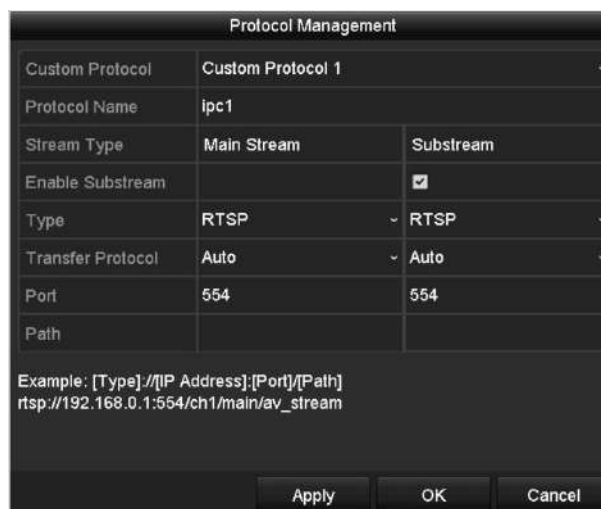 Protocol Management
Custom Protocol Custom Protocol 1
Protocol Name ipc1
Stream Type Main Stream Substream
Enable Substream
Type RTSP RTSP
Transfer Protocol Auto Auto
Port 554 554
Path
Example: [Type]://[IP Address]:[Port]/[Path]
rtsp://192.168.0.1:554/ch1/main/av_stream
Apply OK Cancel